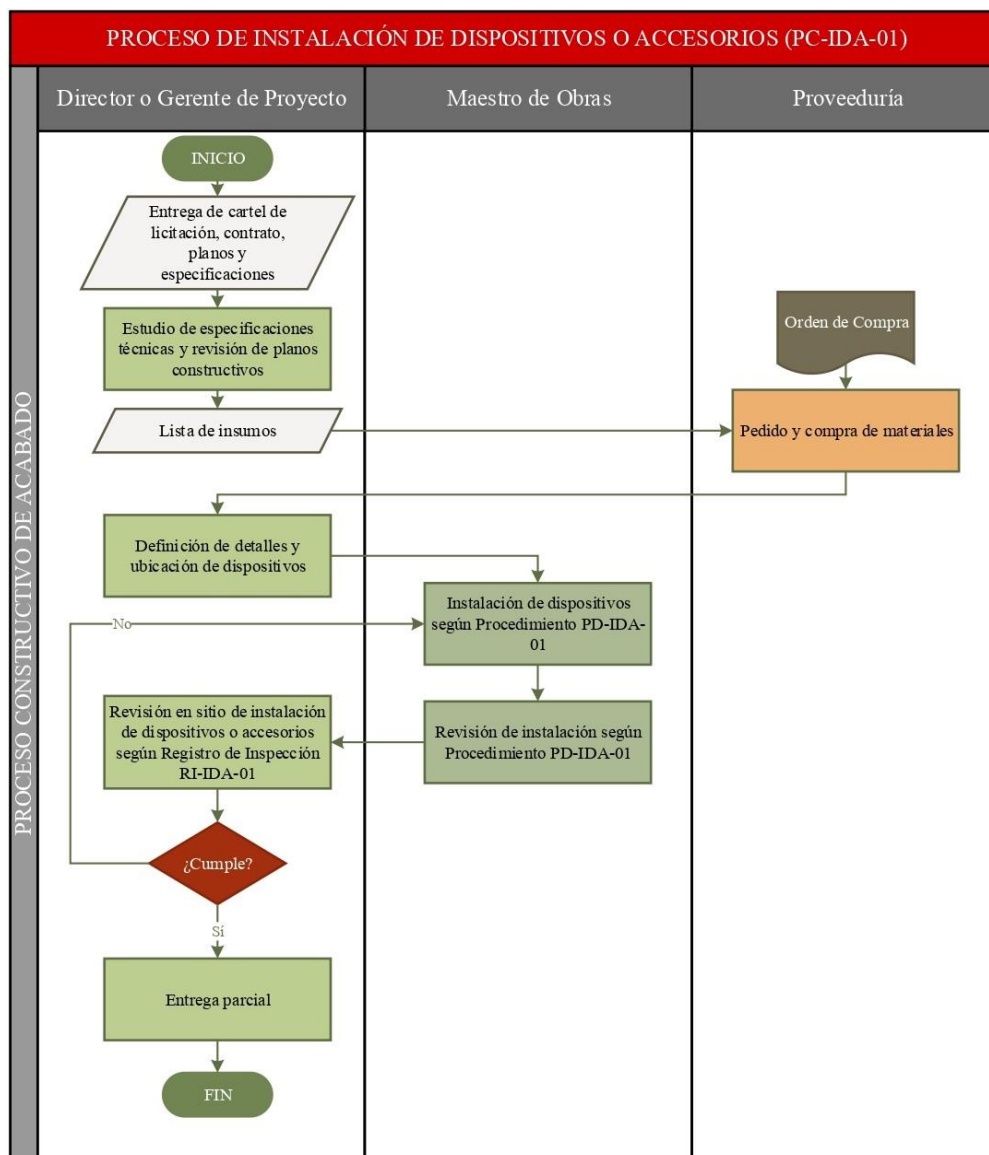 PROCESO DE INSTALACIÓN DE DISPOSITIVOS O ACCESORIOS (PC-IDA-01)
PROCESO CONSTRUCTIVO DE ACABADO
Director o Gerente de Proyecto
Maestro de Obras
Proveeduría
INICIO
Entrega de cartel de
licitación, contrato,
planos y
especificaciones
Estudio de especificaciones
técnicas y revisión de planos
constructivos
Orden de Compra
Lista de insumos
Pedido y compra de materiales
Definición de detalles y
ubicación de dispositivos
Instalación de dispositivos
según Procedimiento PD-IDA-
01
No
Revisión en sitio de instalación
de dispositivos o accesorios
según Registro de Inspección
RI-IDA-01
Revisión de instalación según
Procedimiento PD-IDA-01
¿Cumple?
Sí
Entrega parcial
FIN